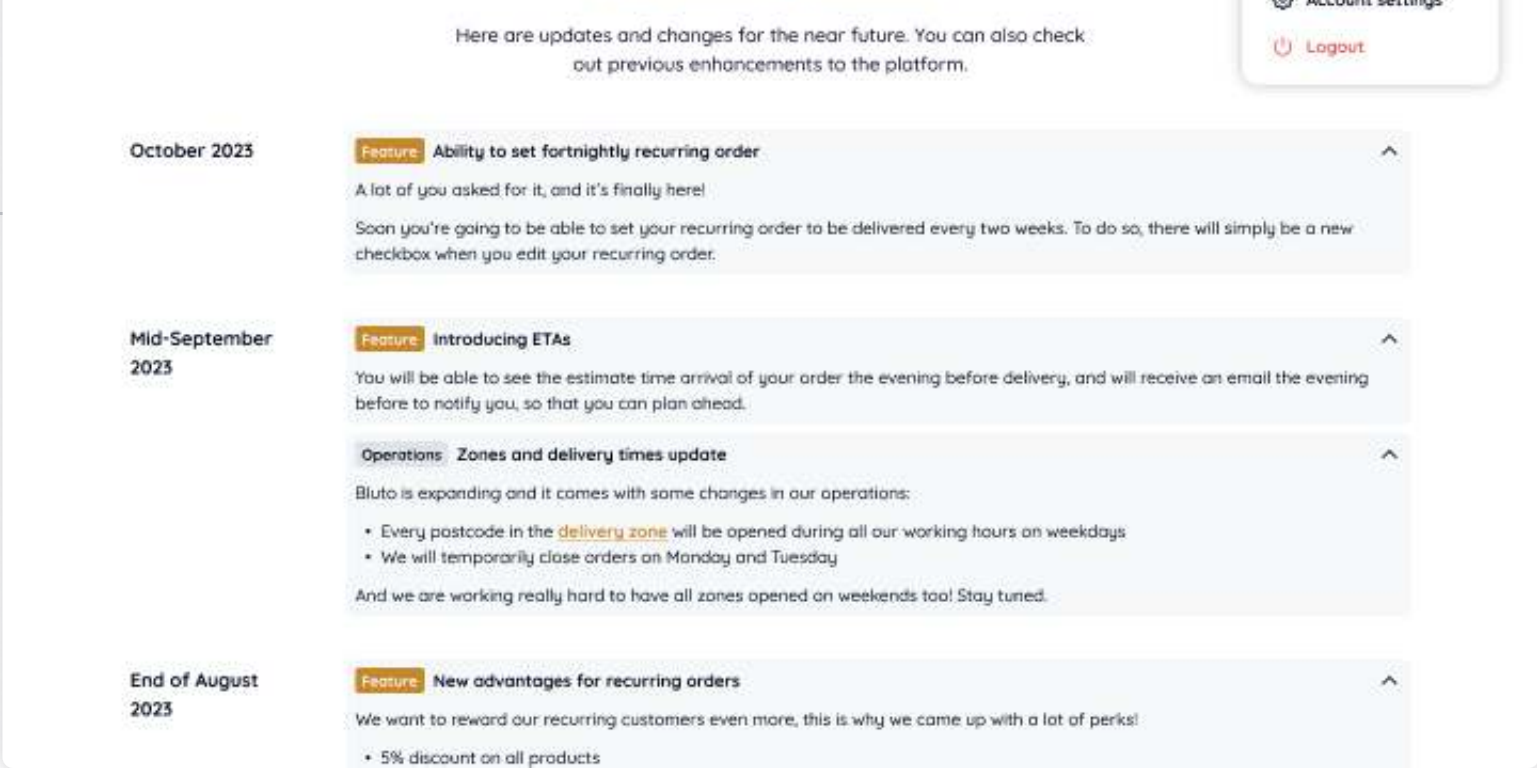 Account settings
Logout
Here are updates and changes for the near future. You can also check
out previous enhancements to the platform.
October 2023
Feature Ability to set fortnightly recurring order
A lot of you asked for it, and it's finally here!
Soon you're going to be able to set your recurring order to be delivered every two weeks. To do so, there will simply be a new
checkbox when you edit your recurring order.
Mid-September
2023
Feature Introducing ETAs
You will be able to see the estimate time arrival of your order the evening before delivery, and will receive an email the evening
before to notify you, so that you can plan ahead.
Operations Zones and delivery times update
Bluto is expanding and it comes with some changes in our operations:
• Every postcode in the delivery zone will be opened during all our working hours on weekdays
• We will temporarily close orders on Monday and Tuesday
And we are working really hard to have all zones opened on weekends too! Stay tuned.
End of August
2023
Feature New advantages for recurring orders
We want to reward our recurring customers even more, this is why we came up with a lot of perks!
• 5% discount on all products